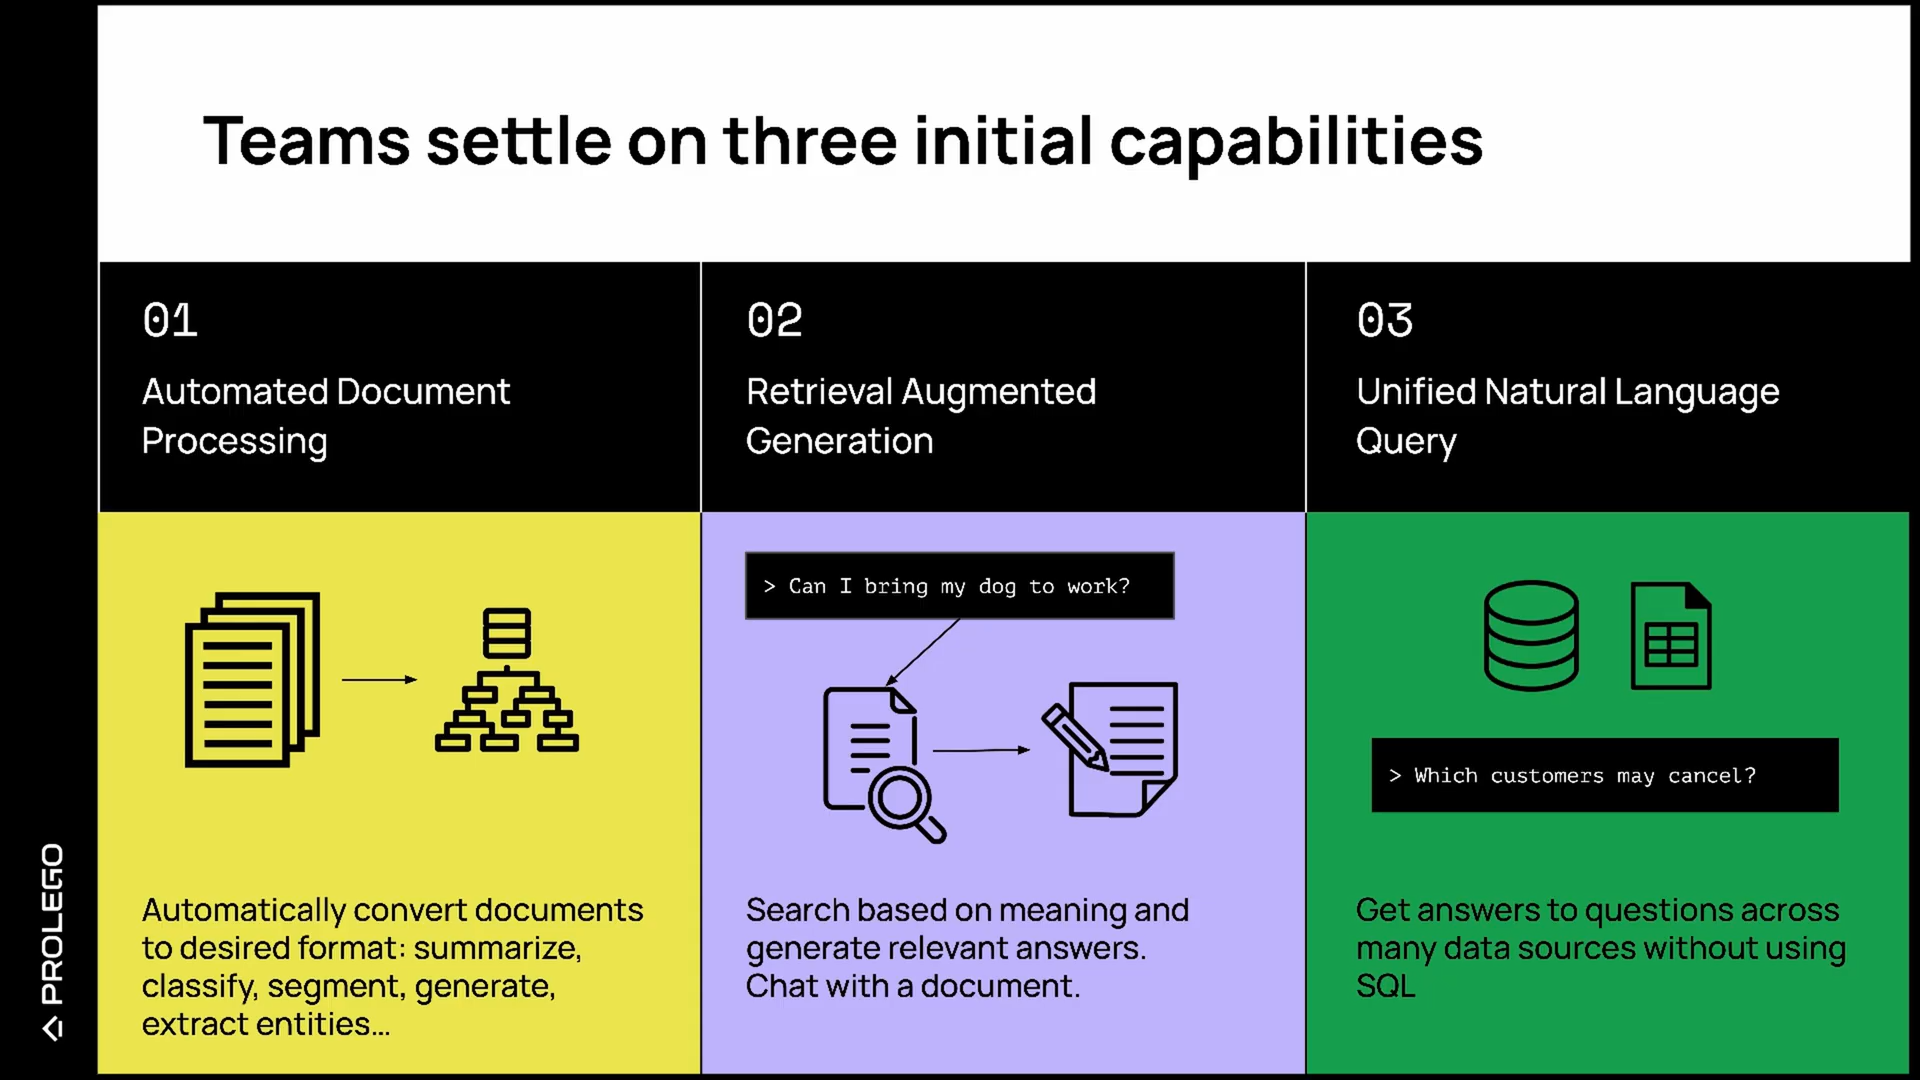 Teams settle on three initial capabilities
01
Automated Document
Processing
02
Retrieval Augmented
Generation
03
Unified Natural Language
Query
> Can I bring my dog to work?
> Which customers may cancel?
Automatically convert documents
to desired format: summarize,
classify, segment, generate,
extract entities...
Search based on meaning and
generate relevant answers.
Chat with a document.
Get answers to questions across
many data sources without using
SQL
PROLEGO